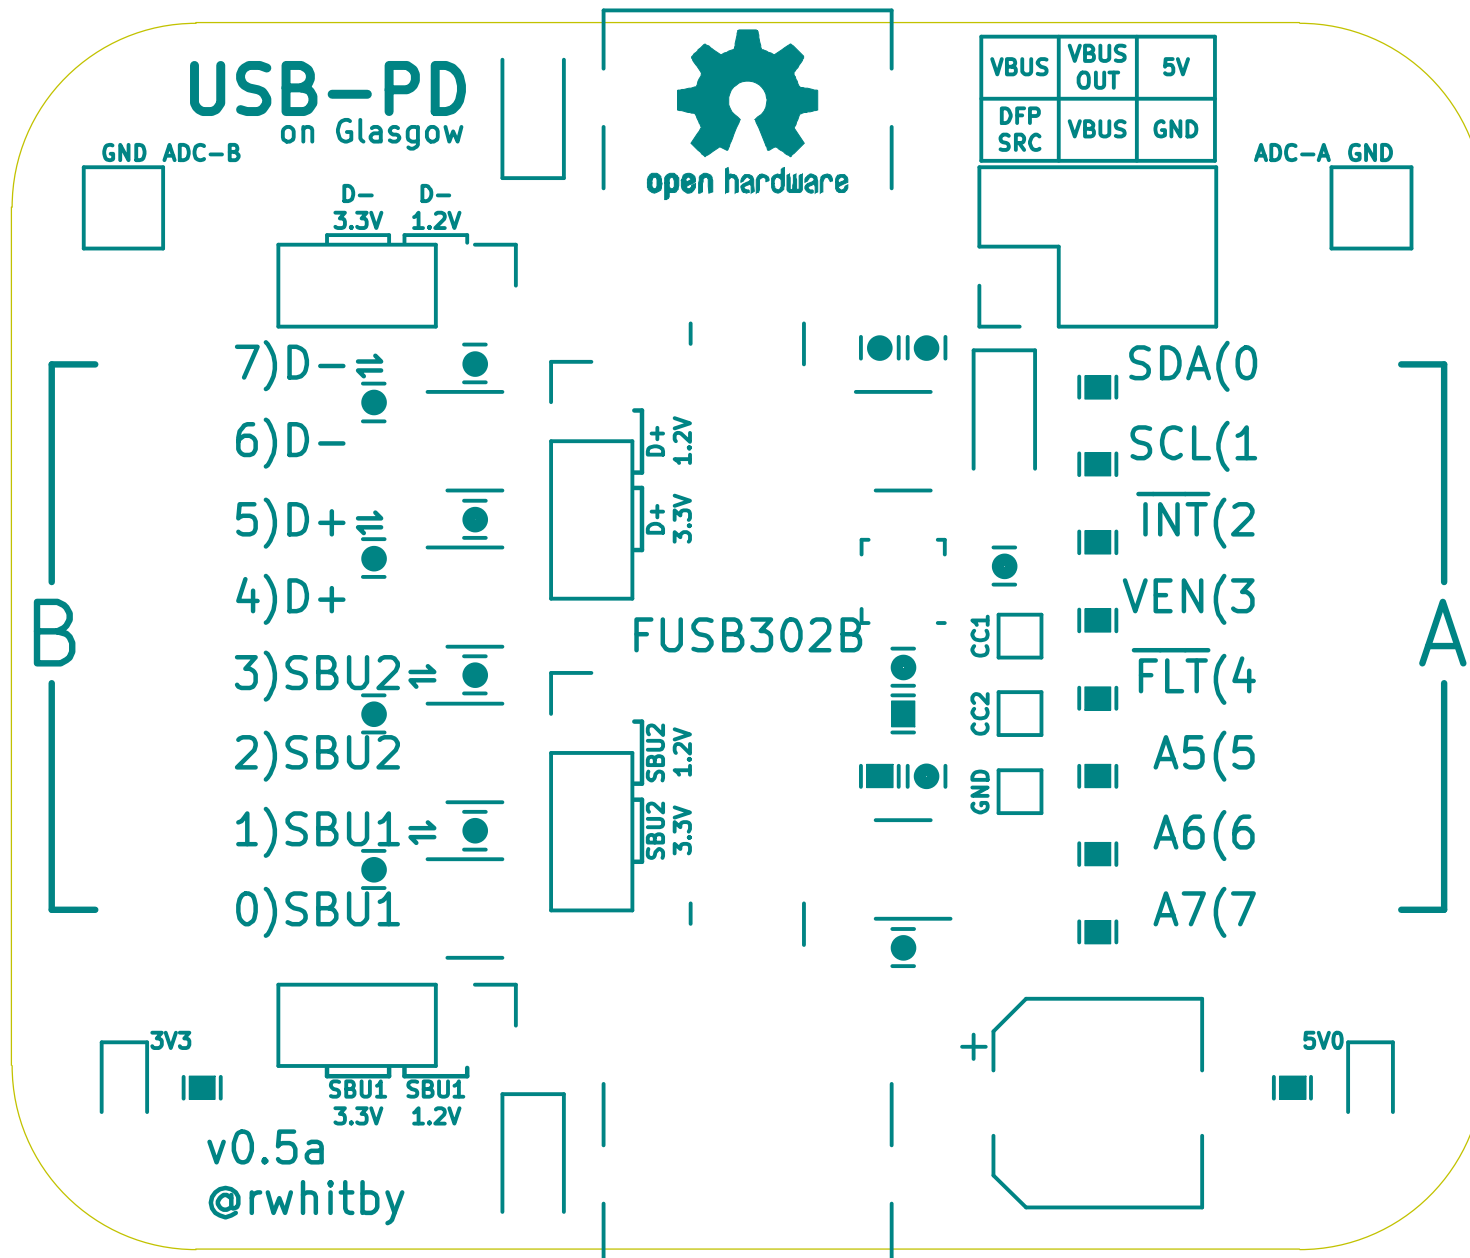 USB-PD
on Glasgow
open hardware
VBUS
VBUS
OUT
5V
DFP
SRC
VBUS
GND
GND ADC-B
ADC-A GND
D-
3.3V
D-
1.2V
7)D-⇌
6)D-
5)D+⇌
4)D+
3)SBU2⇌
2)SBU2
1)SBU1⇌
0)SBU1
B
D+
1.2V
D+
3.3V
FUSB302B
SBU2
1.2V
SBU2
3.3V
CC1
CC2
GND
SDA(0
SCL(1
I̅N̅T̅(2
VEN(3
F̅L̅T̅(4
A5(5
A6(6
A7(7
A
3V3
+
5V0
SBU1
3.3V
SBU1
1.2V
v0.5a
@rwhitby